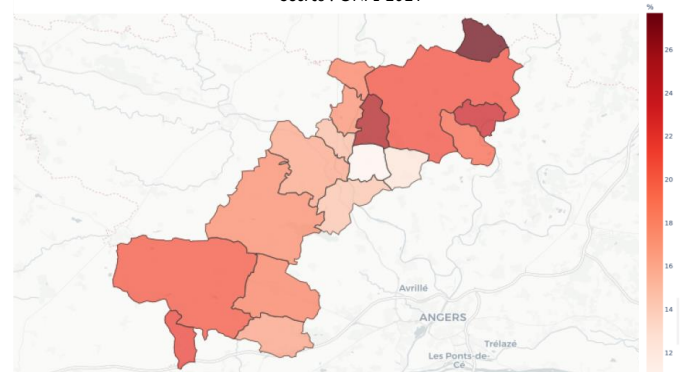 %
26
24
22
20
18
16
14
12
Avrillé
ANGERS
Trélazé
Les Ponts-de-
Cé